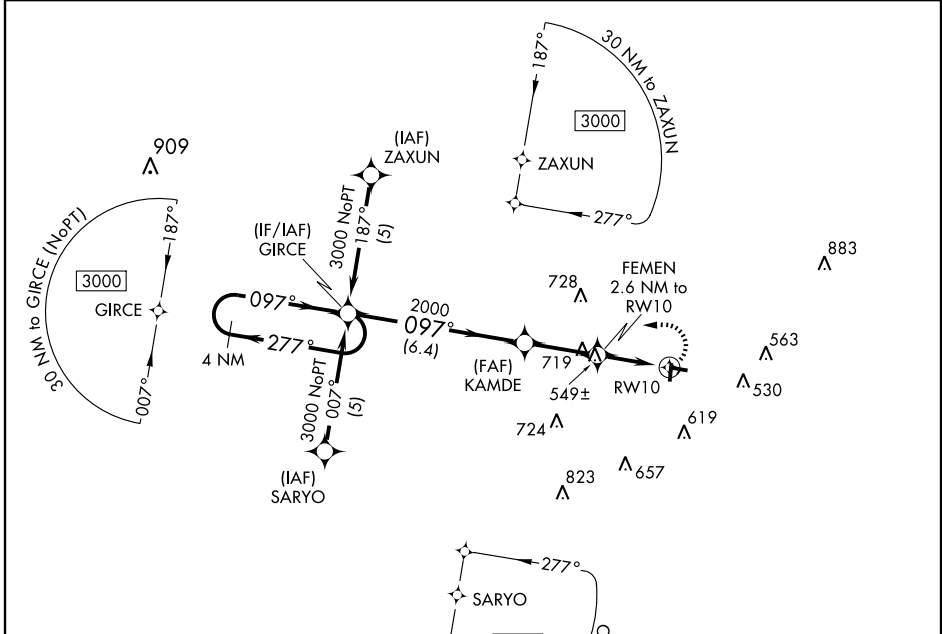 187°
30 NM to ZAXUN
3000
ZAXUN
277°
909
(IAF)
ZAXUN
3000 NoPT
187°
(5)
30 NM to GIRCE (NoPT)
187°
3000
GIRCE
007°
(IF/IAF)
GIRCE
097°
277°
4 NM
2000
097°
(6.4)
728
FEMEN
2.6 NM to
RW10
883
(FAF)
KAMDE
719
549±
RW10
563
530
3000 NoPT
007°
(5)
(IAF)
SARYO
724
619
657
823
277°
SARYO